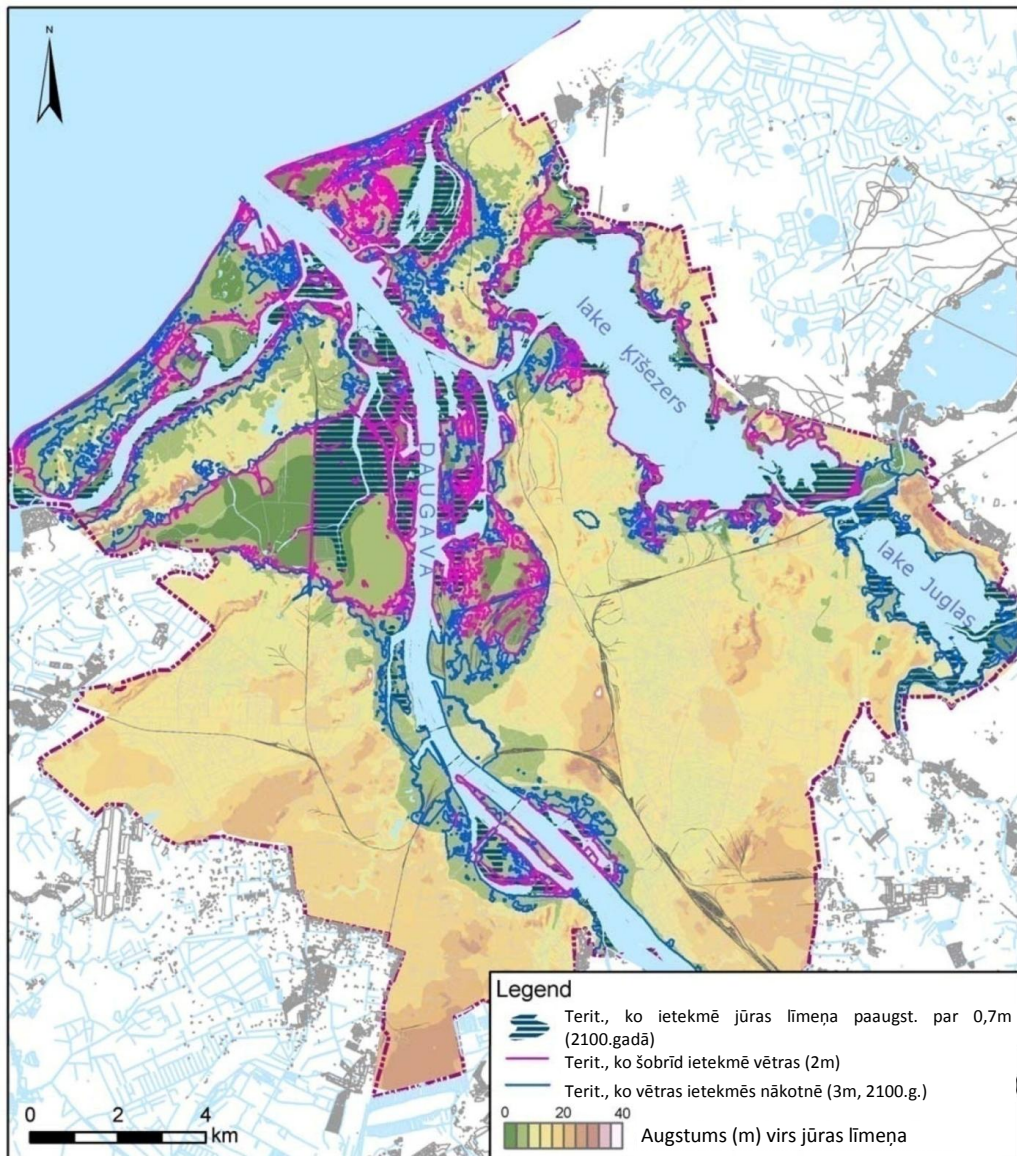 N
lake Ķīšezers
DAUGAVA
lake Juglas
Legend
Terit., ko ietekmē jūras līmeņa paaugst. par 0,7m
(2100.gadā)
Terit., ko šobrīd ietekmē vētras (2m)
Terit., ko vētras ietekmēs nākotnē (3m, 2100.g.)
0 20 40
Augstums (m) virs jūras līmeņa
0 2 4
km